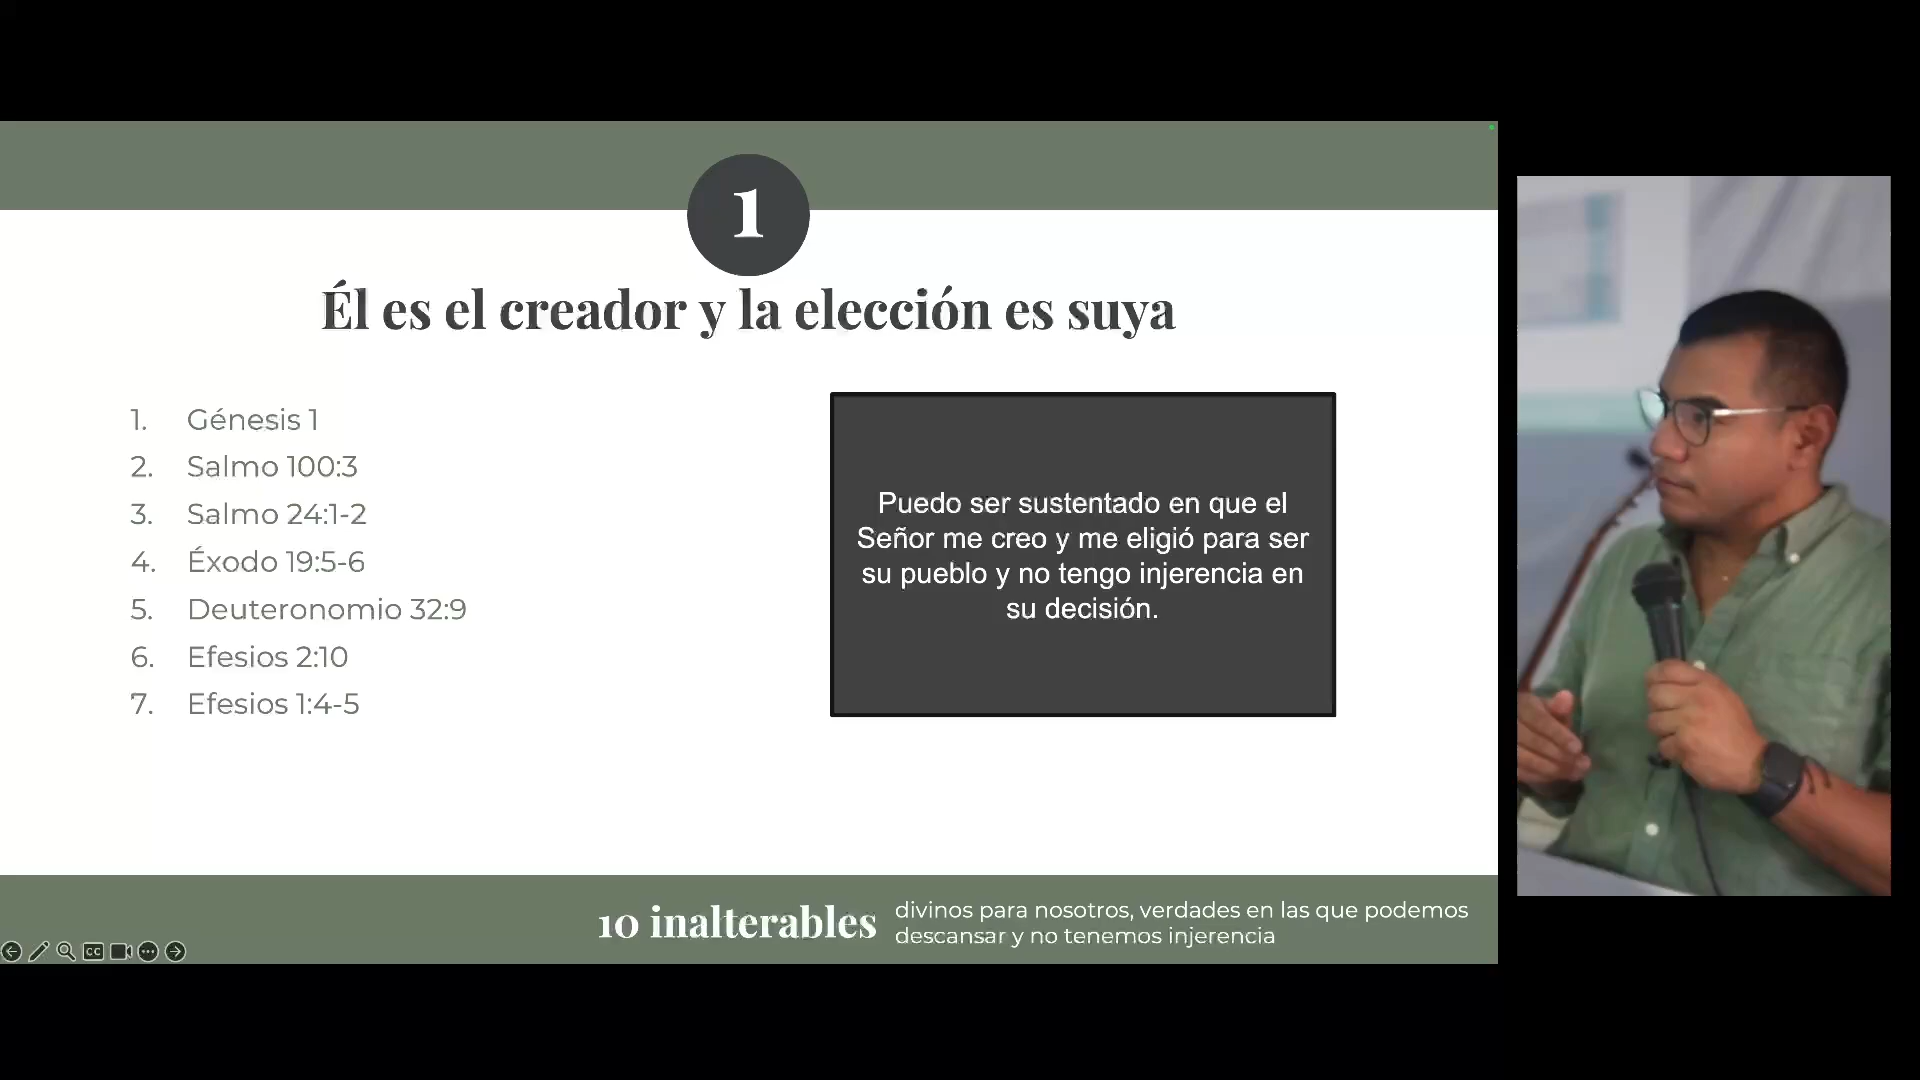 1
Él es el creador y la elección es suya
1. Génesis 1
2. Salmo 100:3
3. Salmo 24:1-2
4. Éxodo 19:5-6
5. Deuteronomio 32:9
6. Efesios 2:10
7. Efesios 1:4-5
Puedo ser sustentado en que el
Señor me creo y me eligió para ser
su pueblo y no tengo injerencia en
su decisión.
10 inalterables
divinos para nosotros, verdades en las que podemos
descansar y no tenemos injerencia
CC